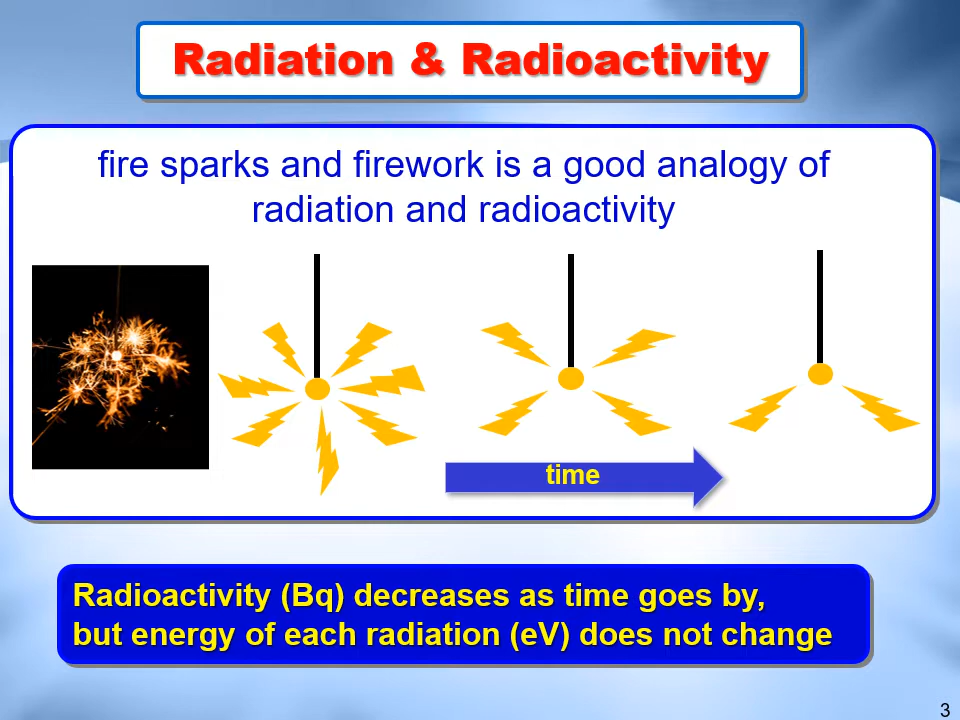 Radiation & Radioactivity
fire sparks and firework is a good analogy of
radiation and radioactivity
time
Radioactivity (Bq) decreases as time goes by,
but energy of each radiation (eV) does not change
3